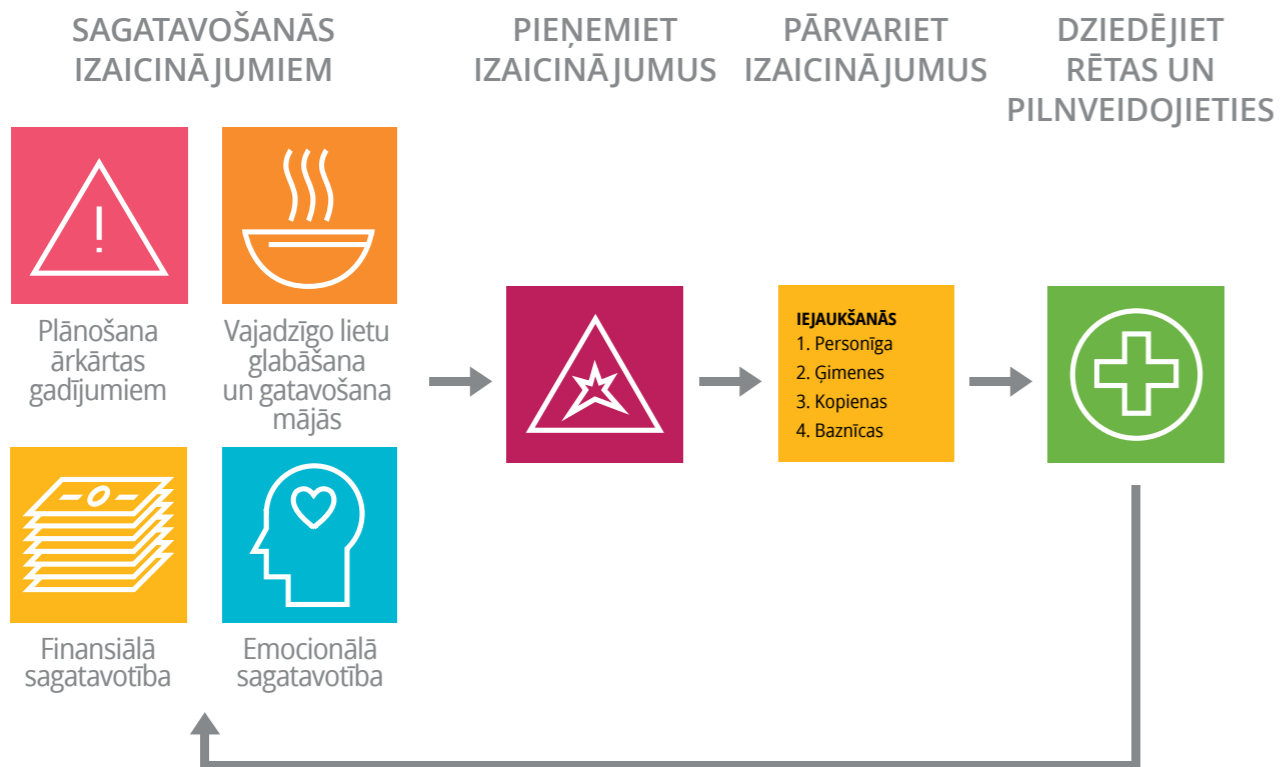 SAGATAVOŠANĀS
IZAICINĀJUMIEM
PIEŅEMIET
IZAICINĀJUMUS
PĀRVARIET
IZAICINĀJUMUS
DZIEDĒJIET
RĒTAS UN
PILNVEIDOJIETIES
Plānošana
ārkārtas
gadījumiem
Vajadzīgo lietu
glabāšana
un gatavošana
mājās
Finansiālā
sagatavotība
Emocionālā
sagatavotība
IEJAUKŠANĀS
1. Personīga
2. Ģimenes
3. Kopienas
4. Baznīcas